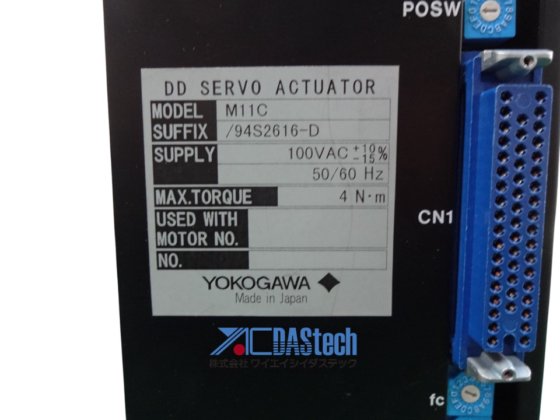 POSW
DD SERVO ACTUATOR
MODEL M11C
SUFFIX /94S2616-D
SUPPLY 100VAC +10 -15 %
50/60 Hz
MAX.TORQUE 4 N·m
USED WITH
MOTOR NO.
NO.
YOKOGAWA
Made in Japan
CN1
YAC DAStech
株式会社 ワイエイシイダステック
fc